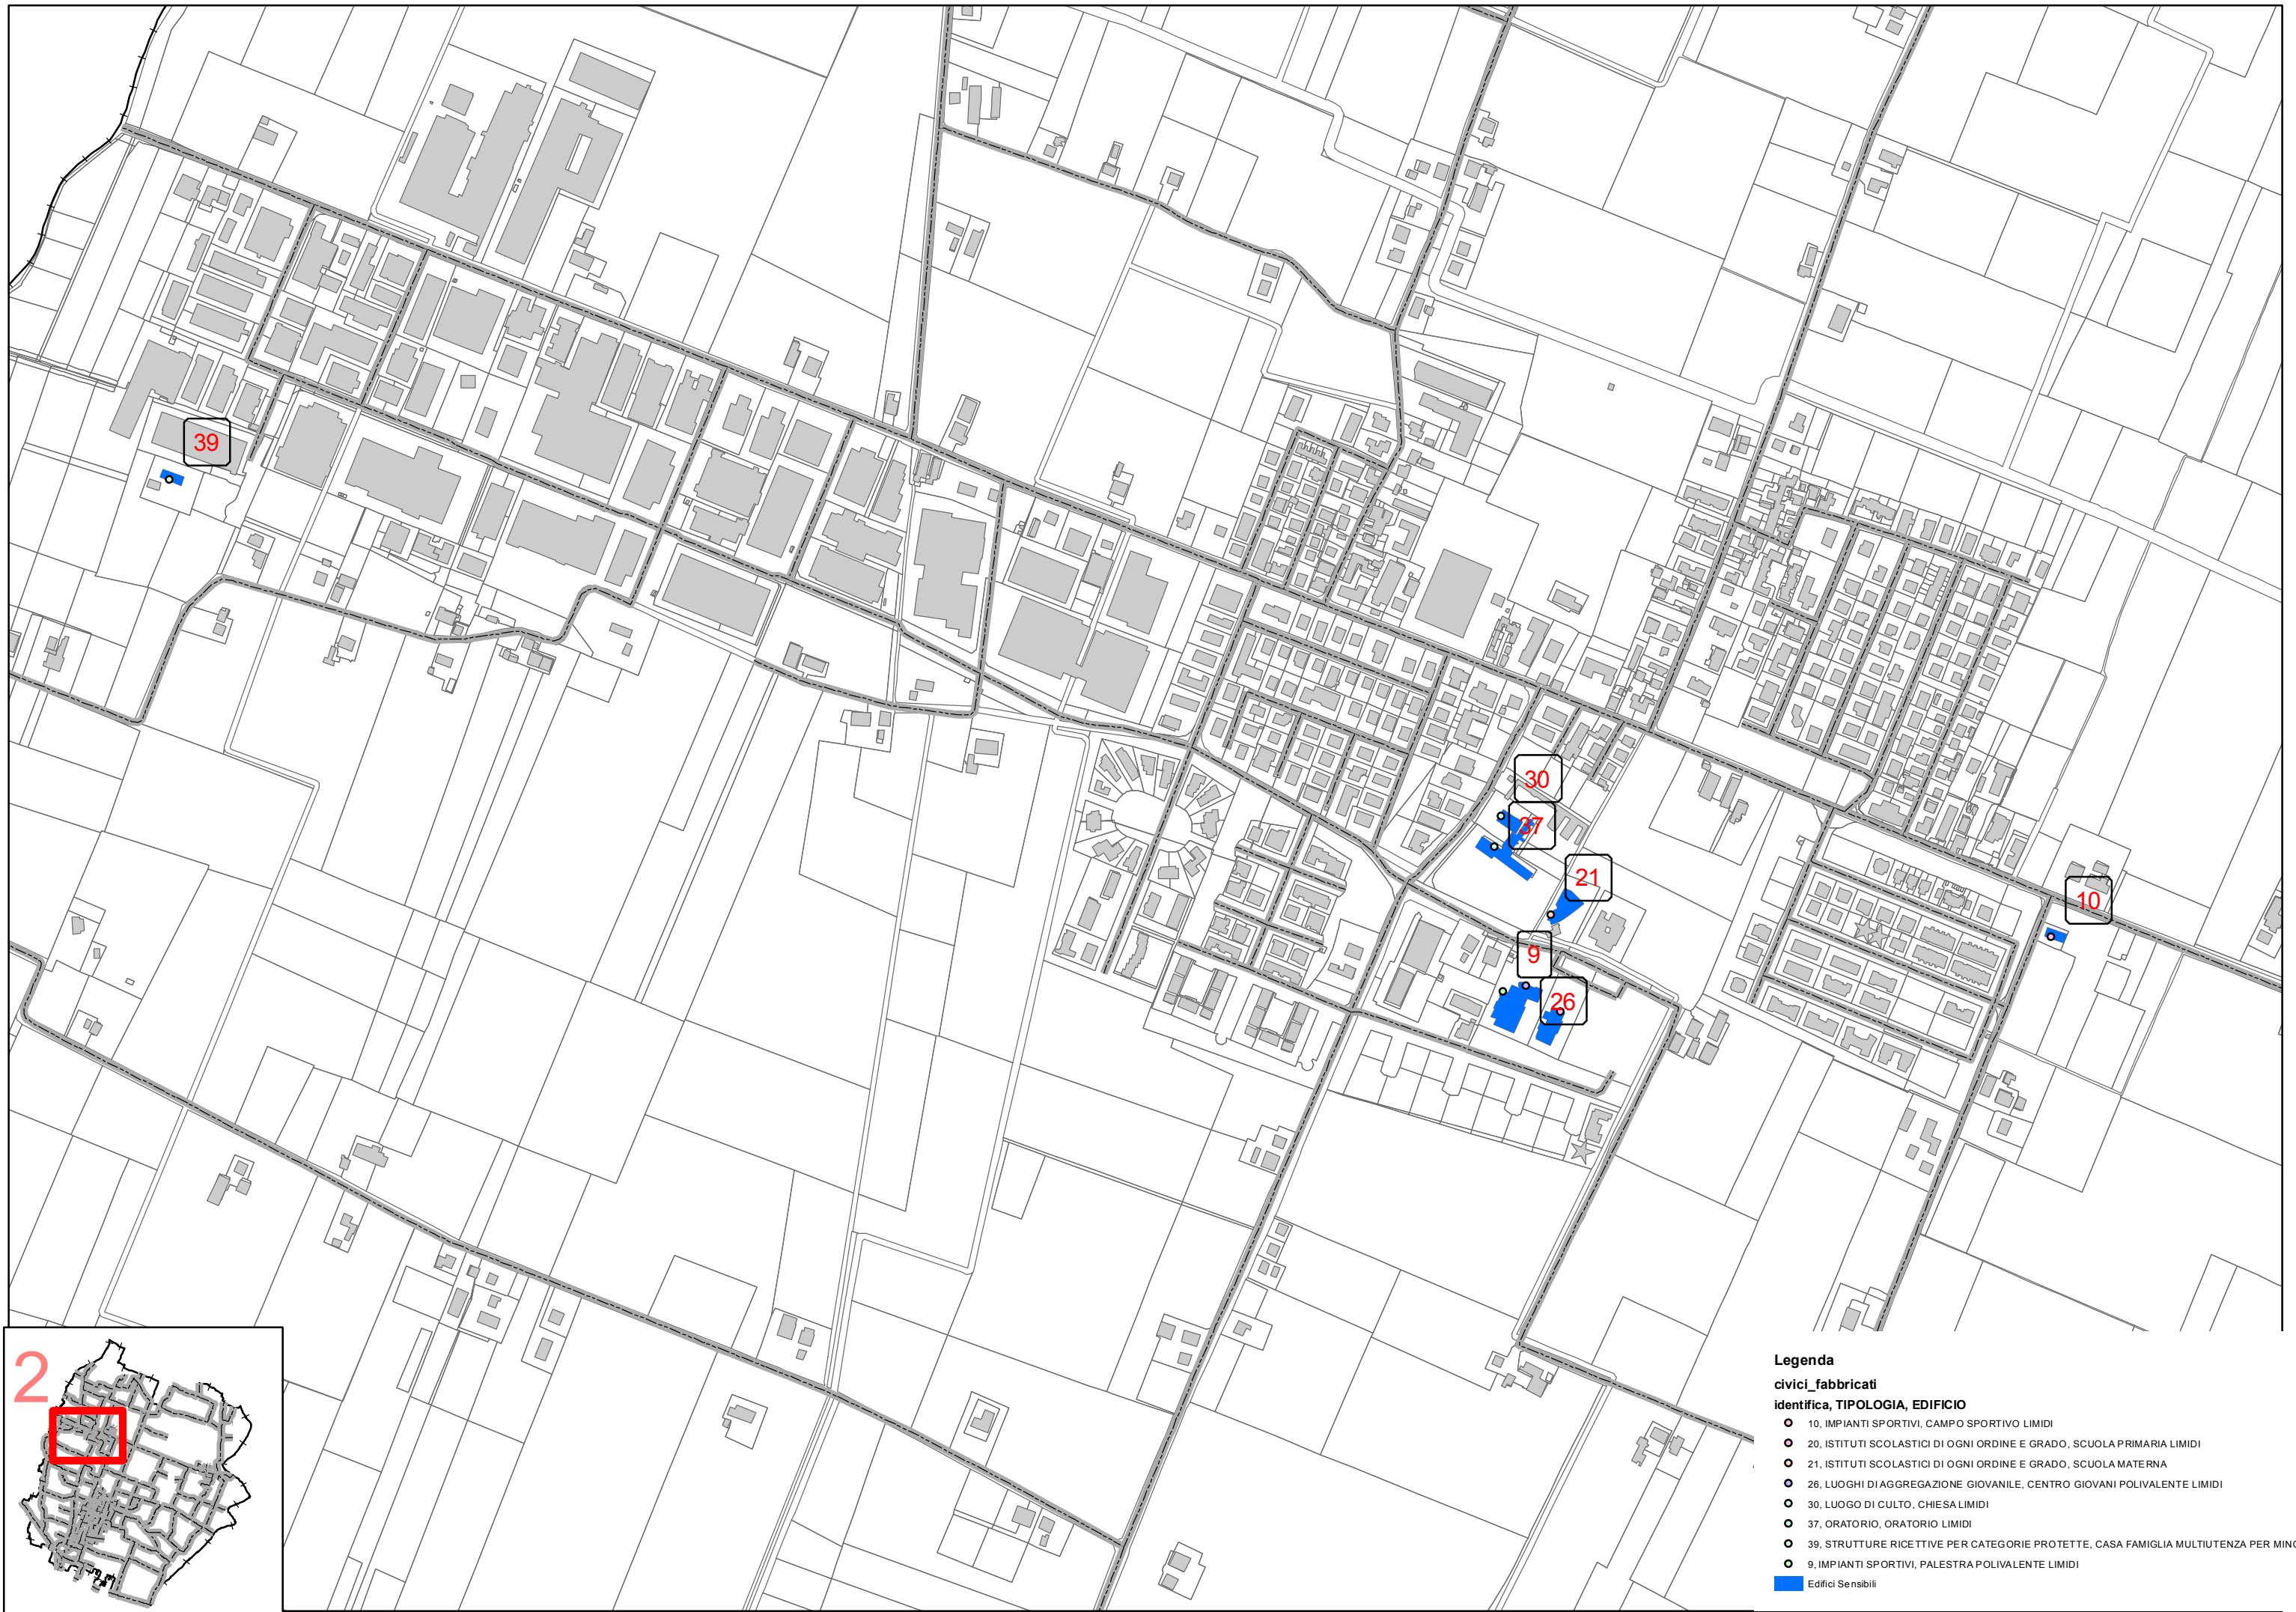 39
30
37
21
10
9
26
2
Legenda
civici_fabbricati
identifica, TIPOLOGIA, EDIFICIO
10, IMPIANTI SPORTIVI, CAMPO SPORTIVO LIMIDI
20, ISTITUTI SCOLASTICI DI OGNI ORDINE E GRADO, SCUOLA PRIMARIA LIMIDI
21, ISTITUTI SCOLASTICI DI OGNI ORDINE E GRADO, SCUOLA MATERNA
26, LUOGHI DI AGGREGAZIONE GIOVANILE, CENTRO GIOVANI POLIVALENTE LIMIDI
30, LUOGO DI CULTO, CHIESA LIMIDI
37, ORATORIO, ORATORIO LIMIDI
39, STRUTTURE RICETTIVE PER CATEGORIE PROTETTE, CASA FAMIGLIA MULTIUTENZA PER
9, IMPIANTI SPORTIVI, PALESTRA POLIVALENTE LIMIDI
Edifici Sensibili